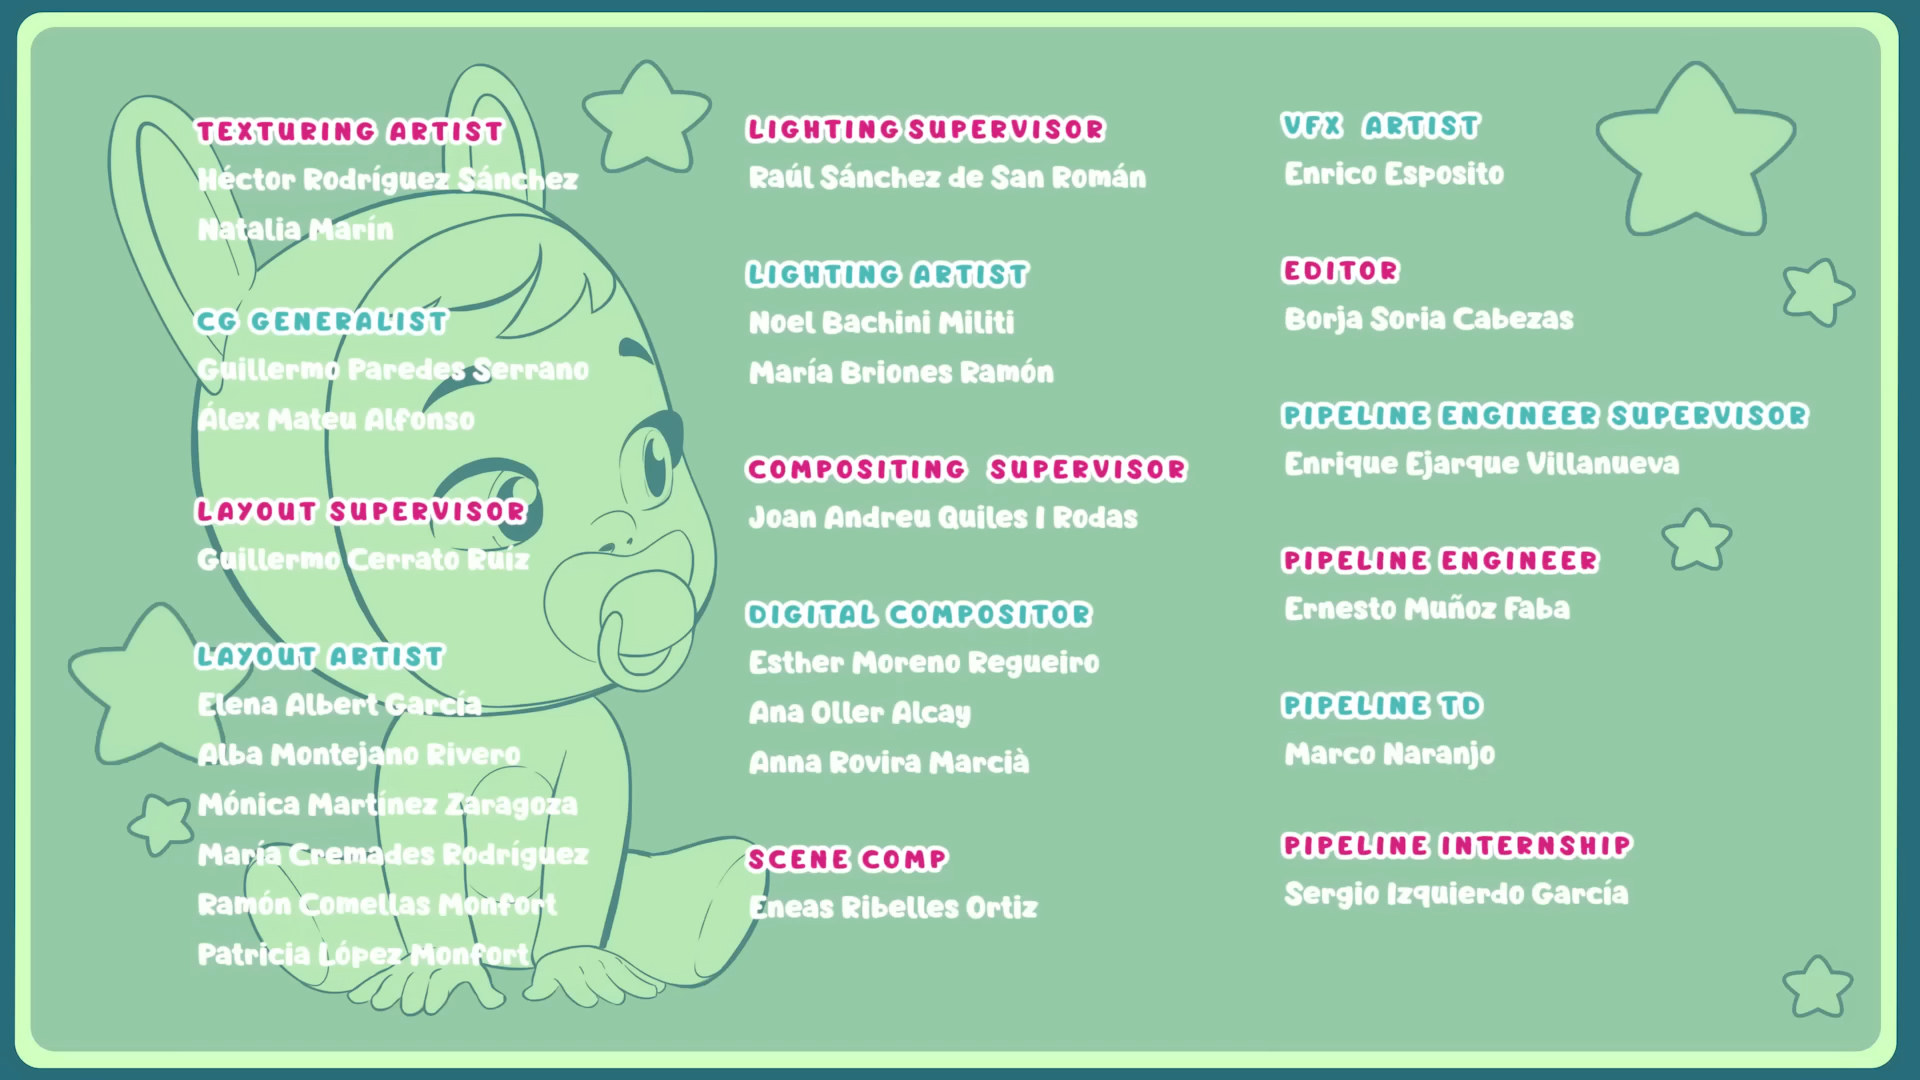 TEXTURING ARTIST
Héctor Rodríguez Sánchez
Natalia Marín
CG GENERALIST
Guillermo Paredes Serrano
Álex Mateu Alfonso
LAYOUT SUPERVISOR
Guillermo Cerrato Ruíz
LAYOUT ARTIST
Elena Albert García
Alba Montejano Rivero
Mónica Martínez Zaragoza
María Cremades Rodríguez
Ramón Comellas Monfort
Patricia López Monfort
LIGHTING SUPERVISOR
Raúl Sánchez de San Román
LIGHTING ARTIST
Noel Bachini Militi
María Briones Ramón
COMPOSITING SUPERVISOR
Joan Andreu Quiles I Rodas
DIGITAL COMPOSITOR
Esther Moreno Regueiro
Ana Oller Alcay
Anna Rovira Marcià
SCENE COMP
Eneas Ribelles Ortiz
VFX ARTIST
Enrico Esposito
EDITOR
Borja Soria Cabezas
PIPELINE ENGINEER SUPERVISOR
Enrique Ejarque Villanueva
PIPELINE ENGINEER
Ernesto Muñoz Faba
PIPELINE TD
Marco Naranjo
PIPELINE INTERNSHIP
Sergio Izquierdo García